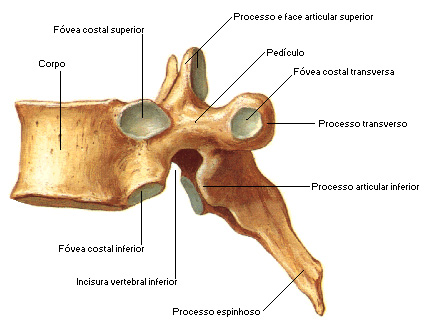 Processo e face articular superior
Fóvea costal superior
Pedículo
Corpo
Fóvea costal transversa
Processo transverso
Processo articular inferior
Fóvea costal inferior
Incisura vertebral inferior
Processo espinhoso